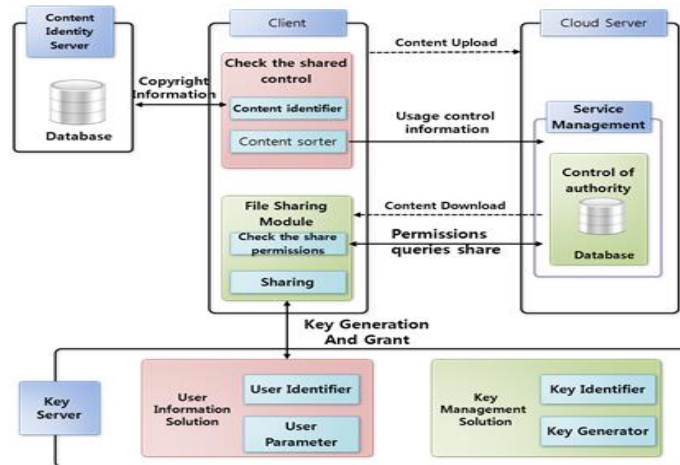 Content
Identity
Server
Database
Copyright
Information
Client
Check the shared
control
Content identifier
Content sorter
File Sharing
Module
Check the share
permissions
Sharing
Content Upload
Usage control
information
Content Download
Permissions
queries share
Cloud Server
Service
Management
Control of
authority
Database
Key Generation
And Grant
Key
Server
User
Information
Solution
User Identifier
User
Parameter
Key
Management
Solution
Key Identifier
Key Generator